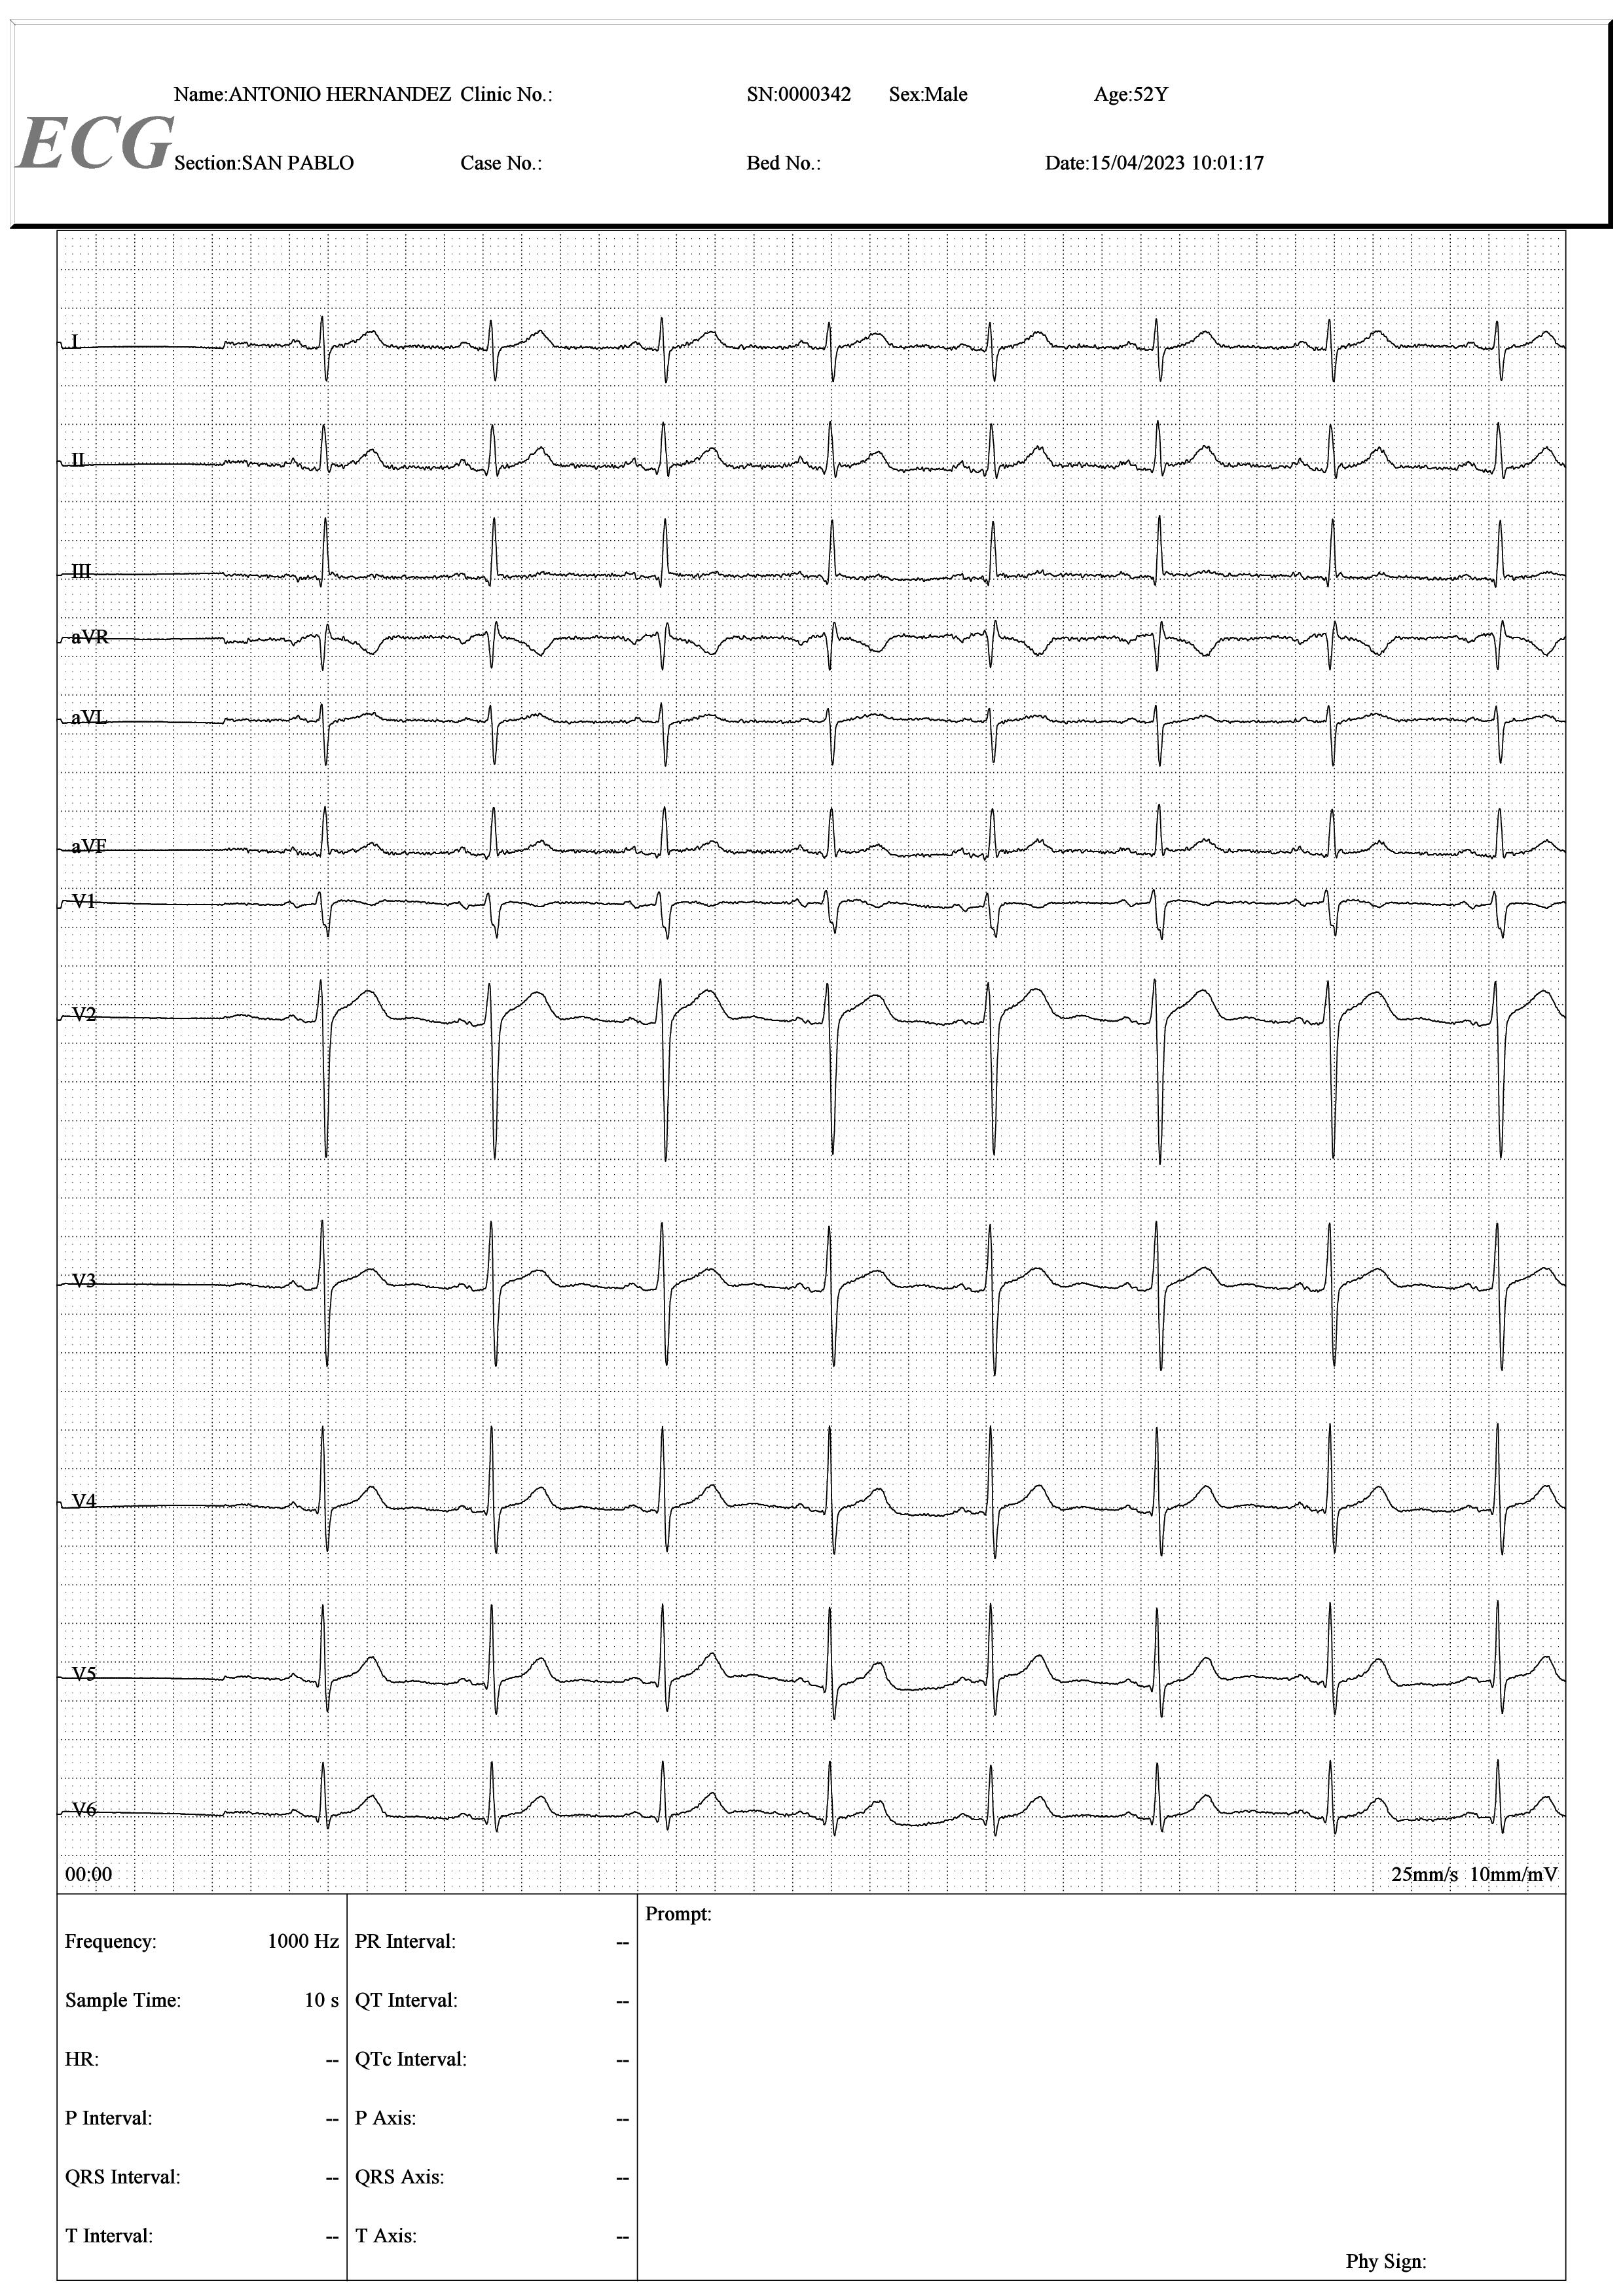 Name:ANTONIO HERNANDEZ Clinic No.: SN:0000342 Sex:Male Age:52Y
ECG
Section:SAN PABLO Case No.: Bed No.: Date:15/04/2023 10:01:17
I
II
III
aVR
aVL
aVF
V1
V2
V3
V4
V5
V6
00:00 25mm/s 10mm/mV
Prompt:
Frequency: 1000 Hz PR Interval: --
Sample Time: 10 s QT Interval: --
HR: -- QTc Interval: --
P Interval: -- P Axis: --
QRS Interval: -- QRS Axis: --
T Interval: -- T Axis: --
Phy Sign: